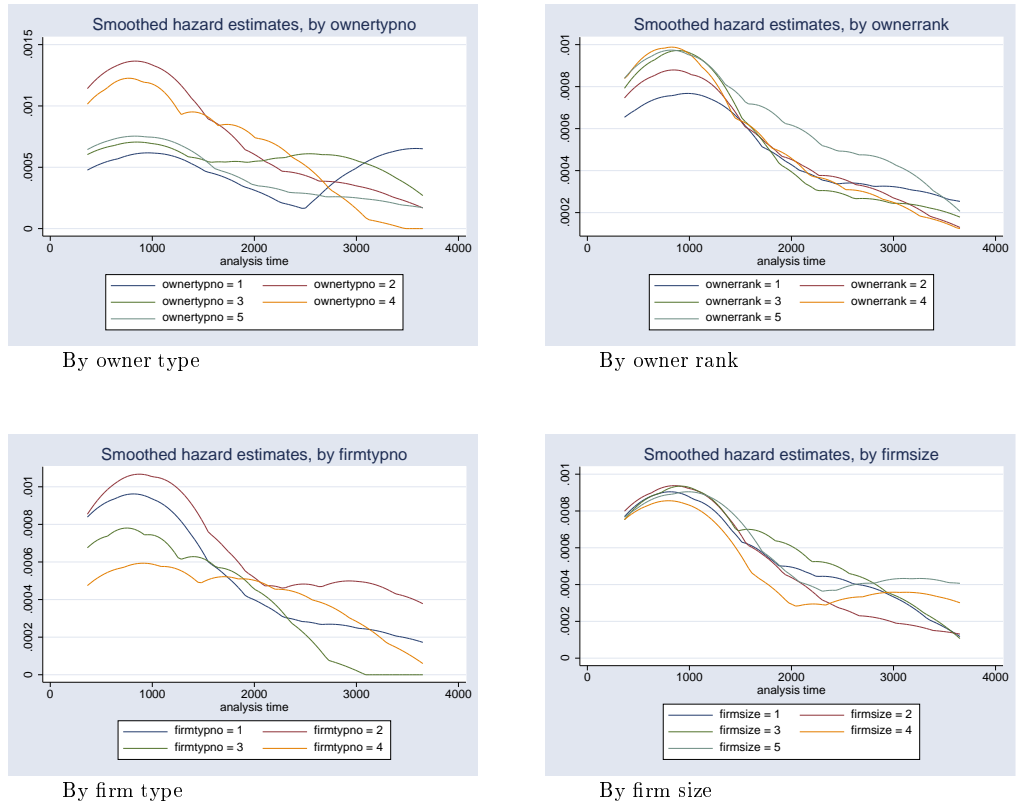 Smoothed hazard estimates, by ownertypno
.0015
.001
.0005
0
0 1000 2000 3000 4000
analysis time
ownertypno = 1 ownertypno = 2
ownertypno = 3 ownertypno = 4
ownertypno = 5
By owner type
Smoothed hazard estimates, by ownerrank
.001
.0008
.0006
.0004
.0002
0 1000 2000 3000 4000
analysis time
ownerrank = 1 ownerrank = 2
ownerrank = 3 ownerrank = 4
ownerrank = 5
By owner rank
Smoothed hazard estimates, by firmtypno
.001
.0008
.0006
.0004
.0002
0
0 1000 2000 3000 4000
analysis time
firmtypno = 1 firmtypno = 2
firmtypno = 3 firmtypno = 4
By firm type
Smoothed hazard estimates, by firmsize
.001
.0008
.0006
.0004
.0002
0
0 1000 2000 3000 4000
analysis time
firmsize = 1 firmsize = 2
firmsize = 3 firmsize = 4
firmsize = 5
By firm size